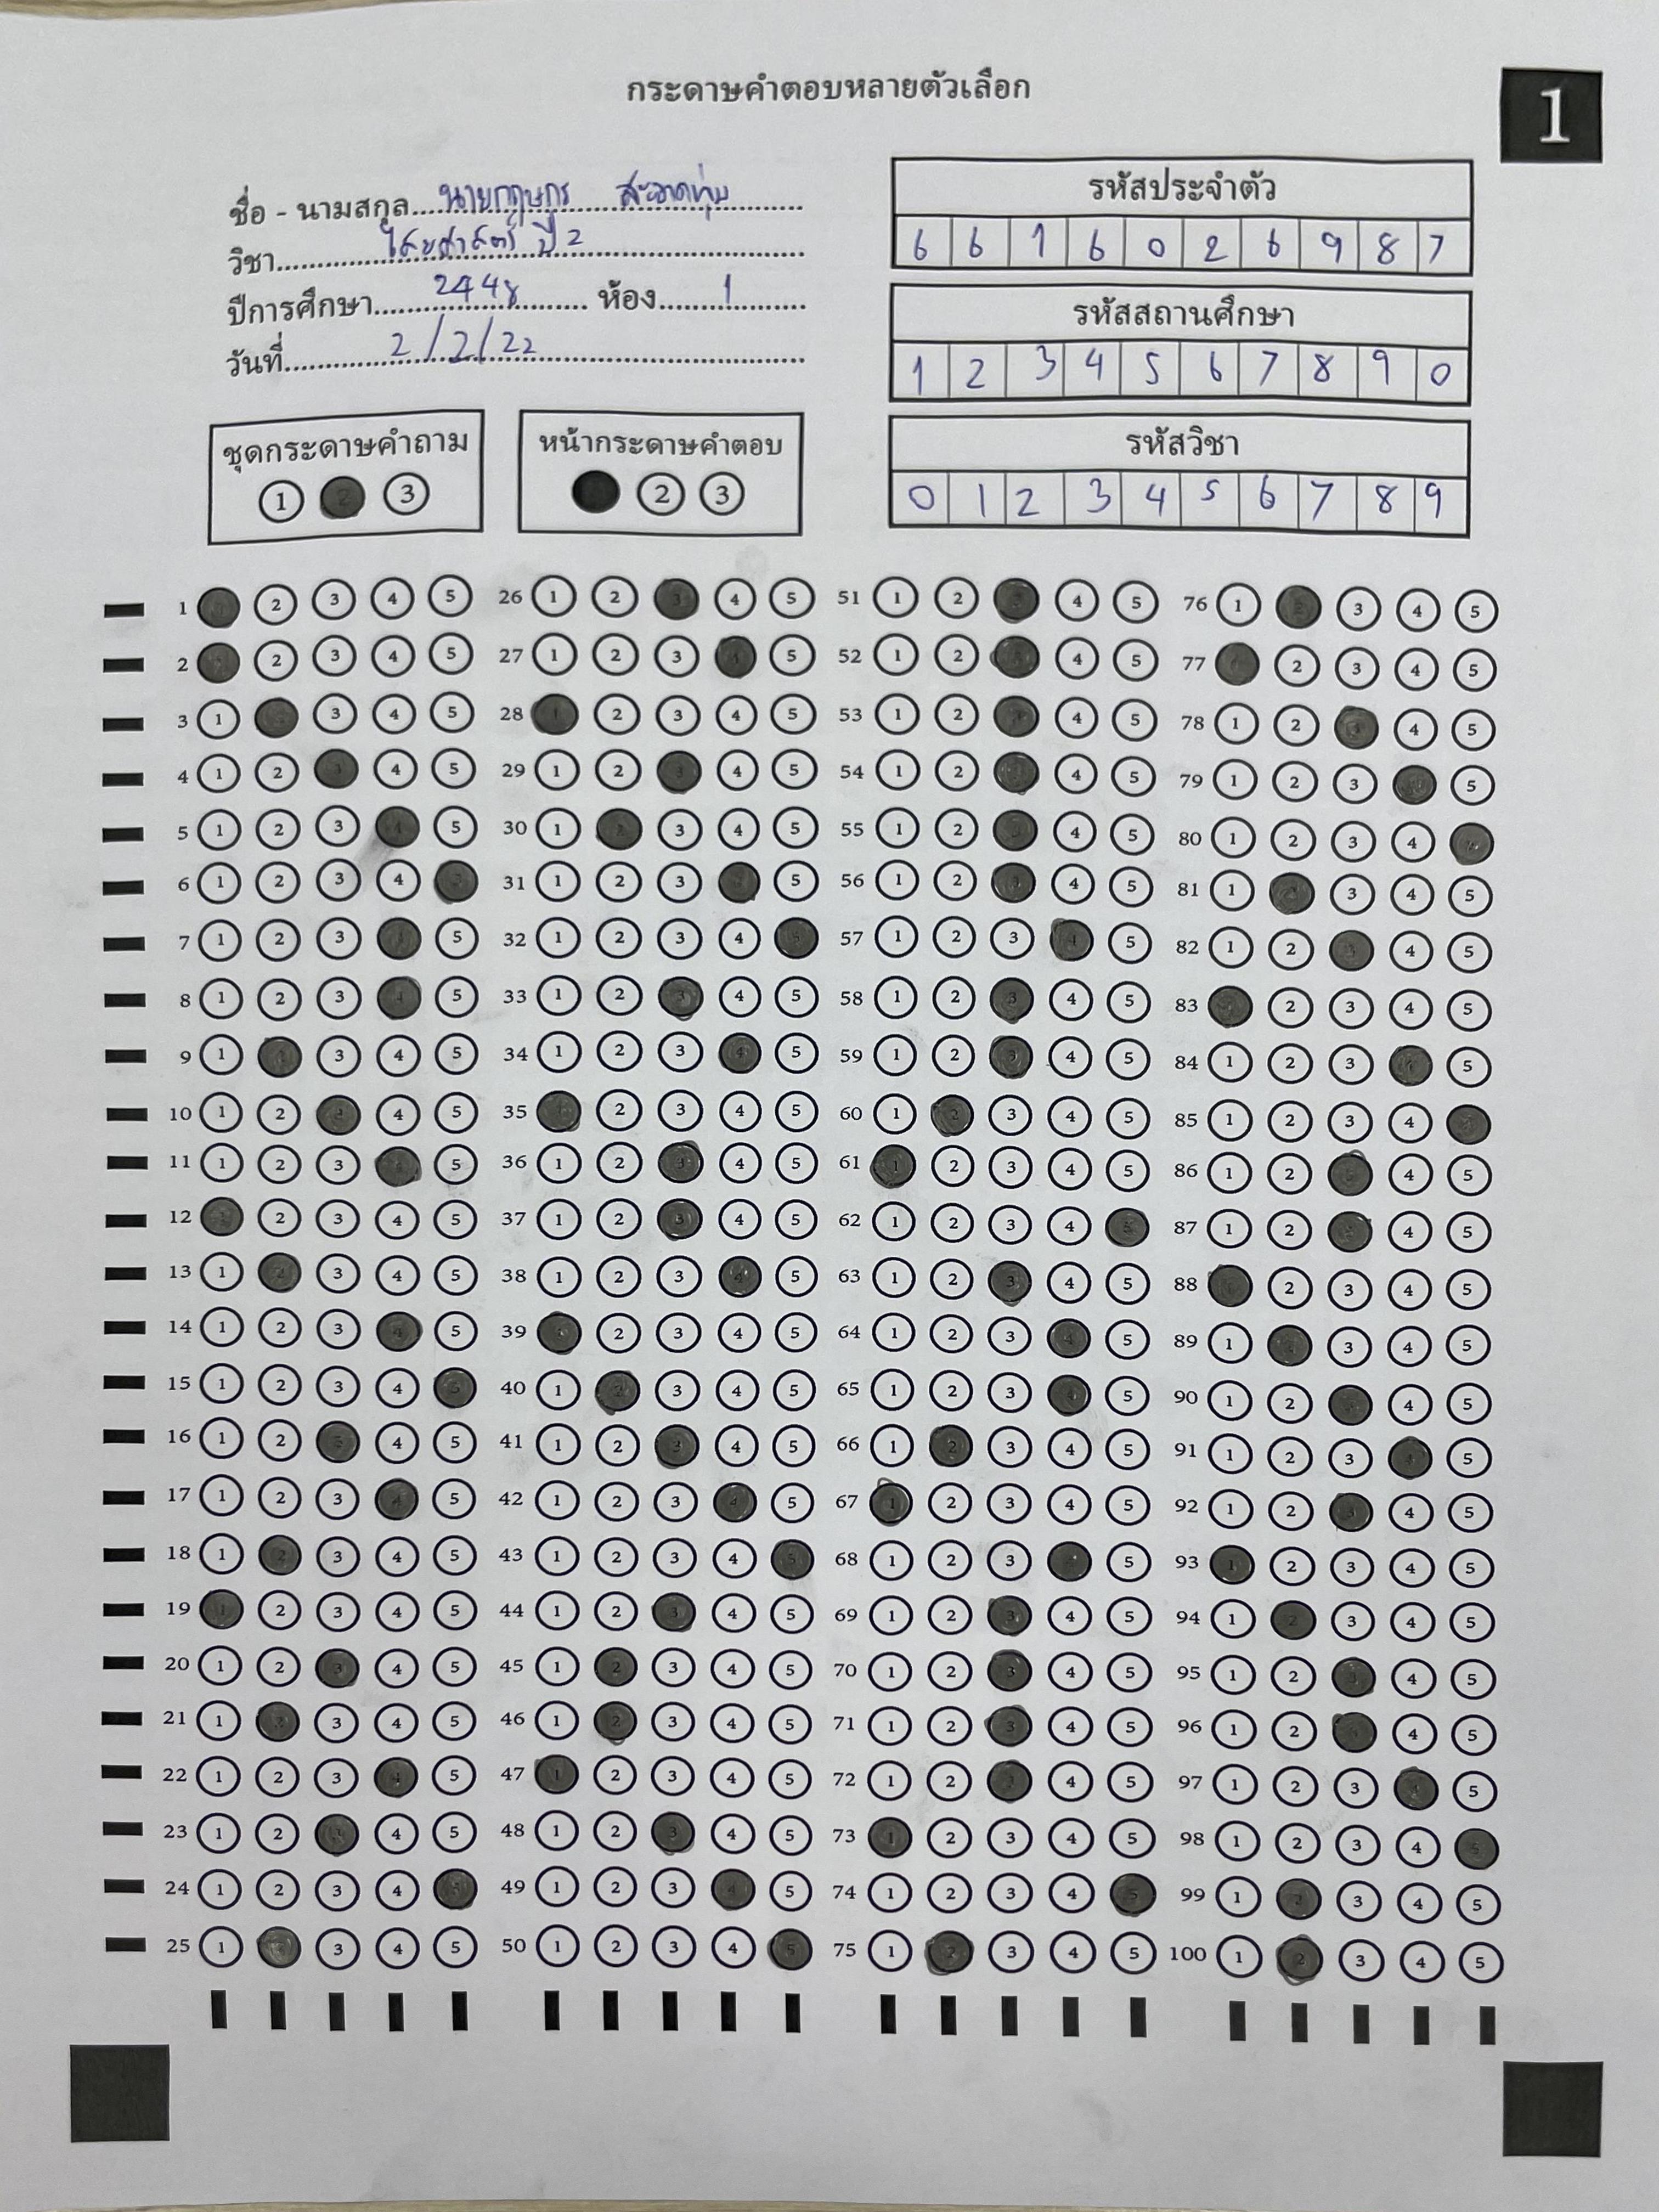 กระดาษคำตอบหลายตัวเลือก
1
ชื่อ - นามสกุล นายกฤษกร สะอาดทุ่ม
วิชา ไสยศาสตร์ ปี 2
ปีการศึกษา 2448 ห้อง 1
วันที่ 2/2/22
รหัสประจำตัว
6 6 1 6 0 2 6 9 8 7
รหัสสถานศึกษา
1 2 3 4 5 6 7 8 9 0
รหัสวิชา
0 1 2 3 4 5 6 7 8 9
ชุดกระดาษคำถาม
1 2 3
หน้ากระดาษคำตอบ
2 3
1 2 3 4 5 26 1 2 3 4 5 51 1 2 3 4 5 76 1 2 3 4 5
2 2 3 4 5 27 1 2 3 4 5 52 1 2 3 4 5 77 2 3 4 5
3 1 3 4 5 28 1 2 3 4 5 53 1 2 3 4 5 78 1 2 4 5
4 1 2 3 4 5 29 1 2 3 4 5 54 1 2 4 5 79 1 2 3 5
5 1 2 3 4 5 30 1 2 3 4 5 55 1 2 3 4 5 80 1 2 3 4
6 1 2 3 4 5 31 1 2 3 5 56 1 2 3 4 5 81 1 2 3 4 5
7 1 2 3 4 5 32 1 2 3 4 5 57 1 2 3 4 5 82 1 2 3 4 5
8 1 2 3 4 5 33 1 2 3 4 5 58 1 2 3 4 5 83 2 3 4 5
9 1 3 4 5 34 1 2 3 4 5 59 1 2 3 4 5 84 1 2 3 5
10 1 2 3 4 5 35 1 2 3 4 5 60 1 2 3 4 5 85 1 2 3 4
11 1 2 3 4 5 36 1 2 3 4 5 61 1 2 3 4 5 86 1 2 3 4 5
12 2 3 4 5 37 1 2 3 4 5 62 1 2 3 4 5 87 1 2 3 4 5
13 1 2 3 4 5 38 1 2 3 4 5 63 1 2 3 4 5 88 2 3 4 5
14 1 2 3 4 5 39 2 3 4 5 64 1 2 3 4 5 89 1 2 3 4 5
15 1 2 3 4 5 40 1 2 3 4 5 65 1 2 3 4 5 90 1 2 3 4 5
16 1 2 3 4 5 41 1 2 3 4 5 66 1 2 3 4 5 91 1 2 3 4 5
17 1 2 3 4 5 42 1 2 3 4 5 67 1 2 3 4 5 92 1 2 3 4 5
18 1 2 3 4 5 43 1 2 3 4 5 68 1 2 3 4 5 93 1 2 3 4 5
19 1 2 3 4 5 44 1 2 3 4 5 69 1 2 3 4 5 94 1 2 3 4 5
20 1 2 3 4 5 45 1 2 3 4 5 70 1 2 3 4 5 95 1 2 3 4 5
21 1 2 3 4 5 46 1 2 3 4 5 71 1 2 3 4 5 96 1 2 3 4 5
22 1 2 3 4 5 47 1 2 3 4 5 72 1 2 3 4 5 97 1 2 3 4 5
23 1 2 3 4 5 48 1 2 3 4 5 73 1 2 3 4 5 98 1 2 3 4 5
24 1 2 3 4 5 49 1 2 3 4 5 74 1 2 3 4 5 99 1 2 3 4 5
25 1 3 4 5 50 1 2 3 4 5 75 1 2 3 4 5 100 1 2 3 4 5